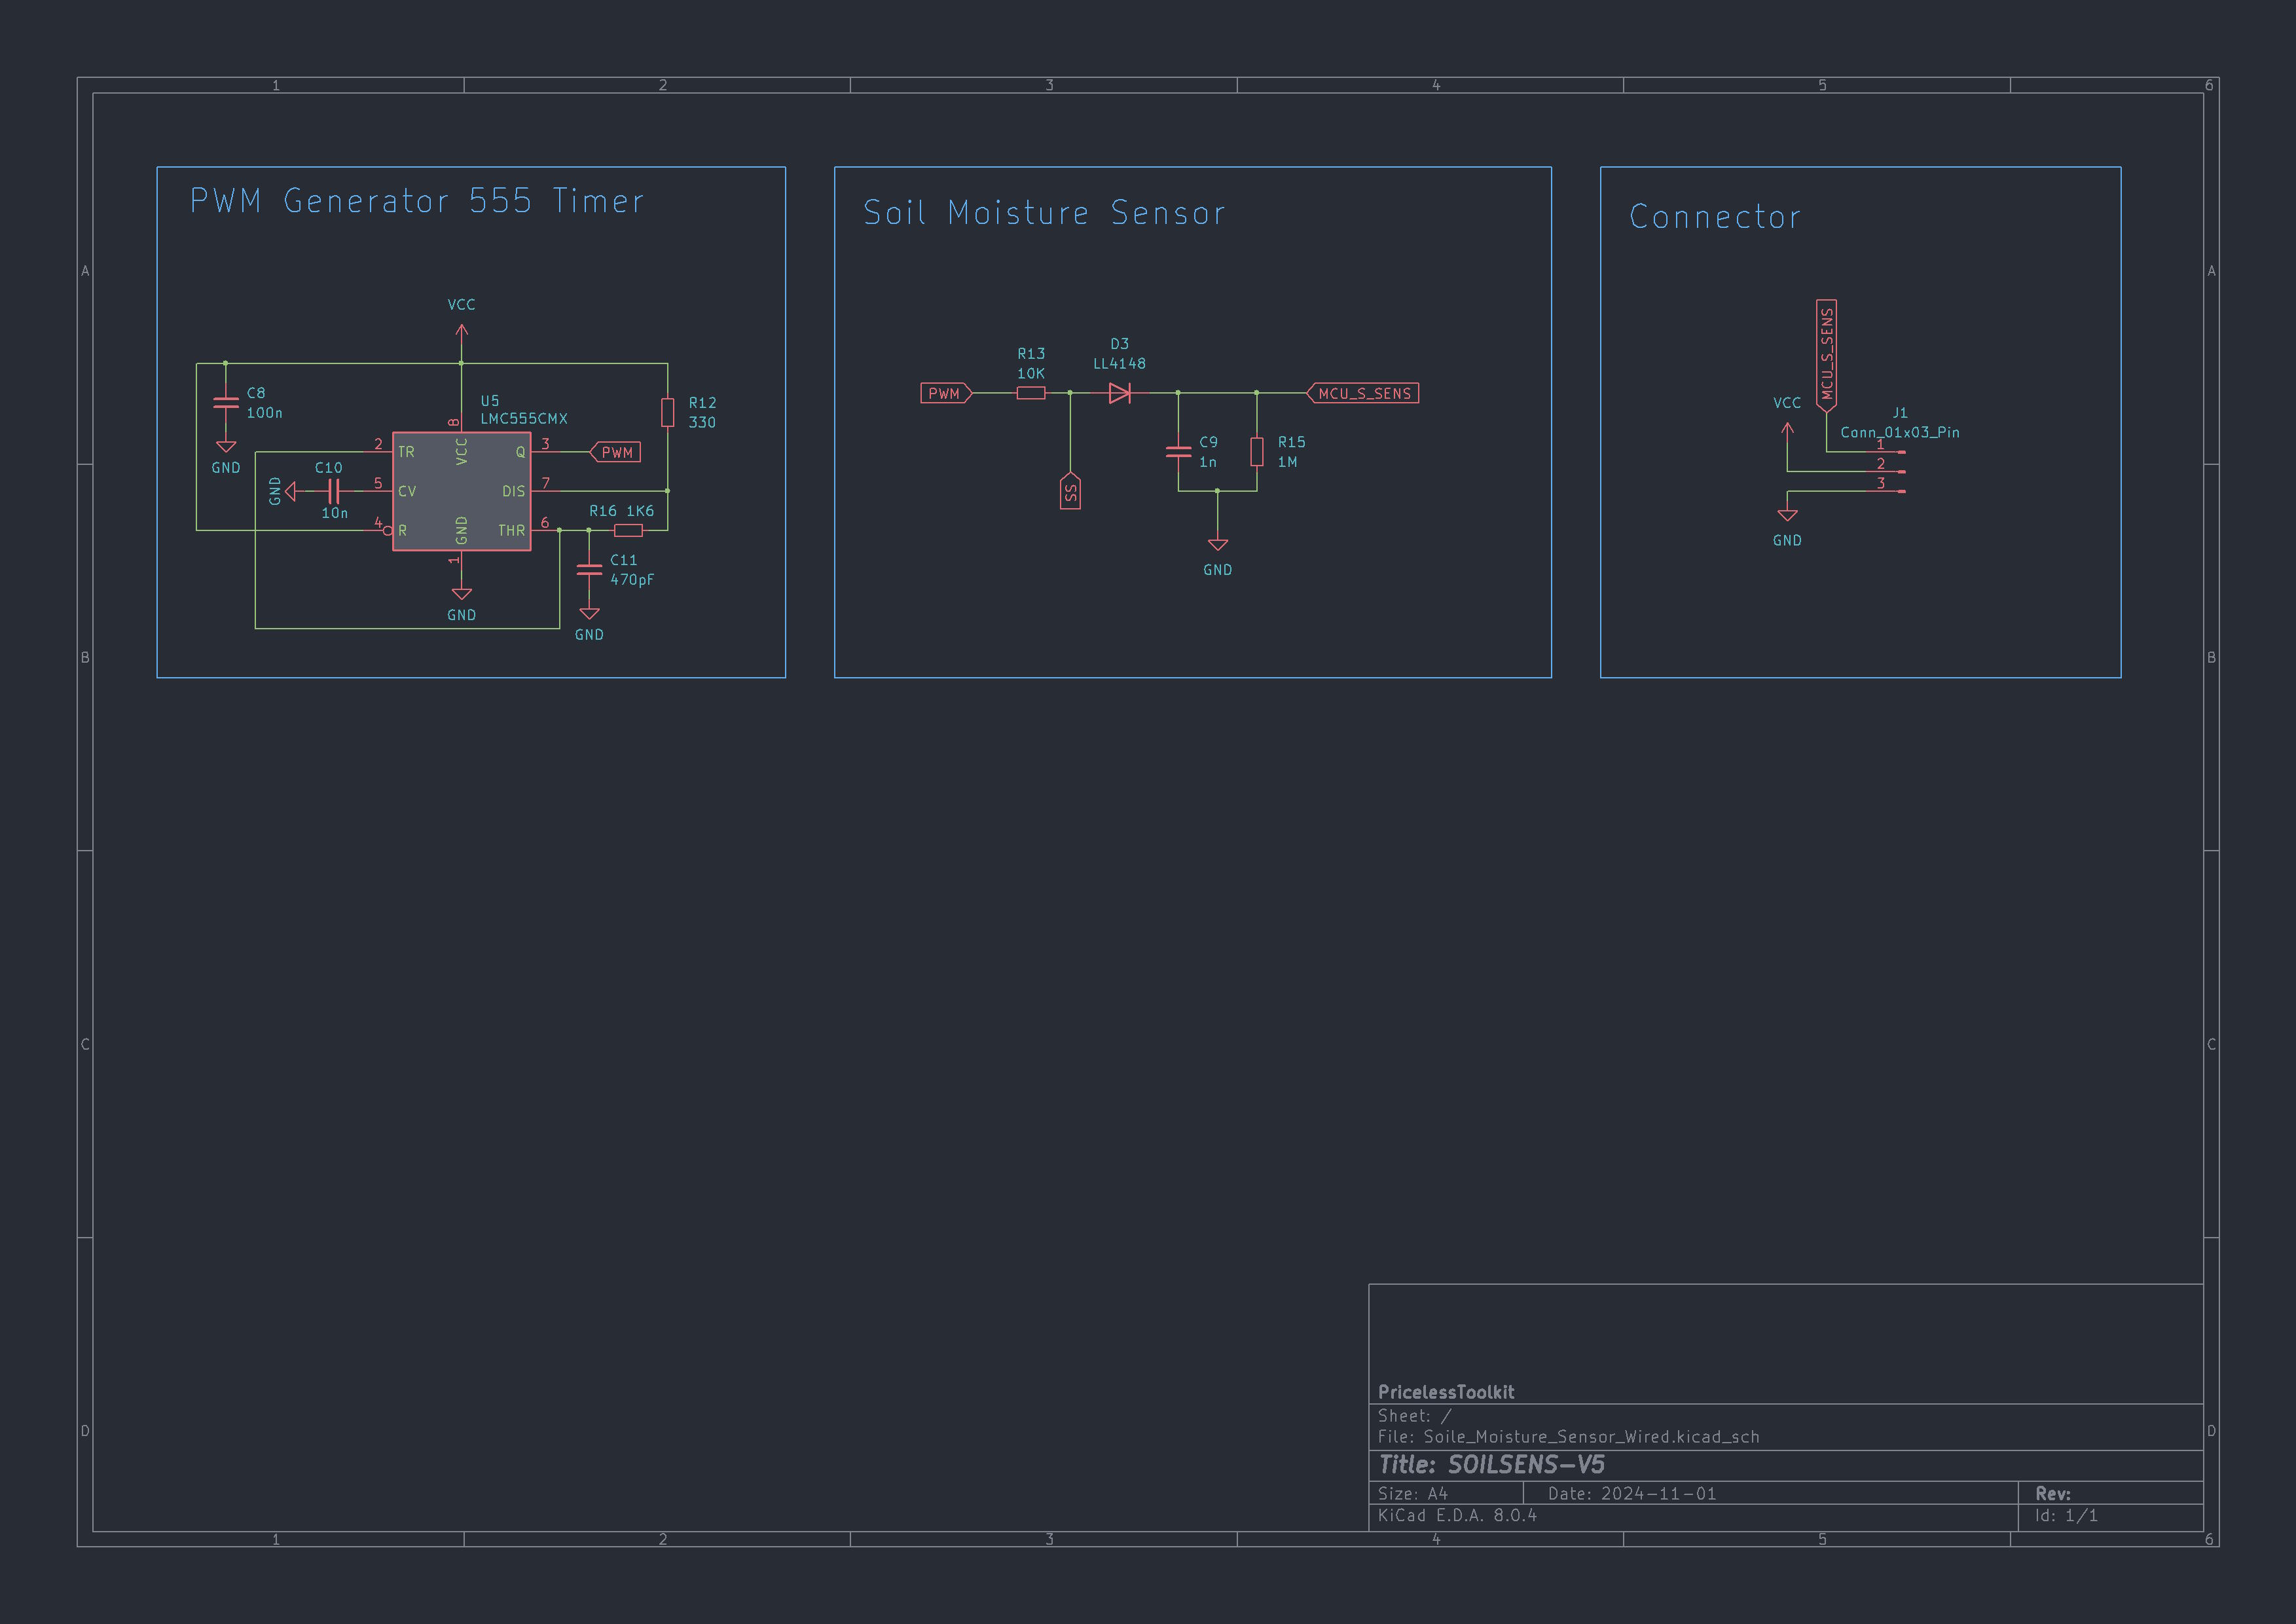 1 2 3 4 5 6
PWM Generator 555 Timer
VCC
C8
100n
GND
U5
LMC555CMX
R12
330
2 TR
8 VCC
Q 3
PWM
GND
C10
10n
5 CV
DIS 7
4 R
GND 1
THR 6
R16 1K6
C11
470pF
GND
GND
Soil Moisture Sensor
PWM
R13
10K
D3
LL4148
MCU_S_SENS
SS
C9
1n
R15
1M
GND
Connector
MCU_S_SENS
VCC
J1
Conn_01x03_Pin
1
2
3
GND
A A
B B
C C
D D
PricelessToolkit
Sheet: /
File: Soile_Moisture_Sensor_Wired.kicad_sch
Title: SOILSENS-V5
Size: A4 Date: 2024-11-01 Rev:
KiCad E.D.A. 8.0.4 Id: 1/1
1 2 3 4 5 6